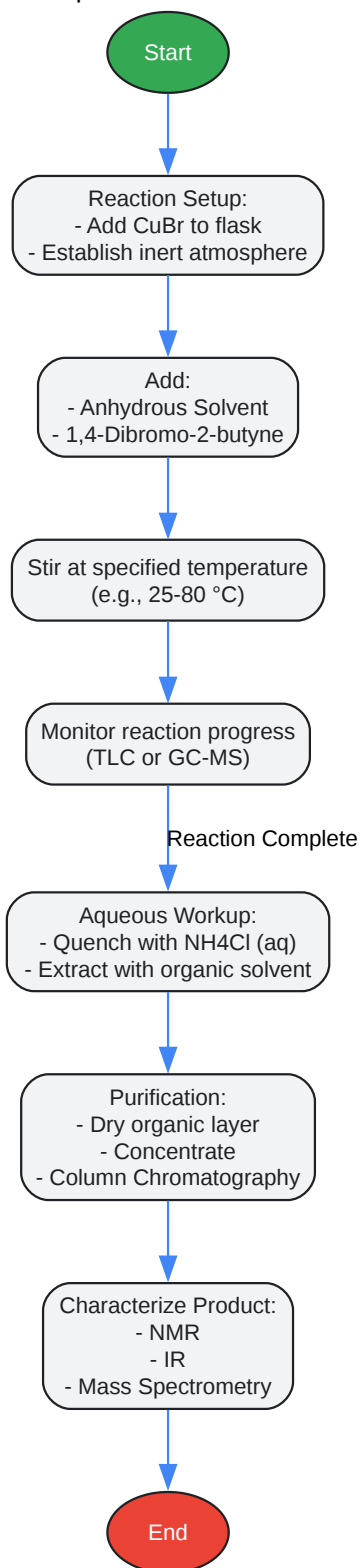 Start
Reaction Setup:
- Add CuBr to flask
- Establish inert atmosphere
Add:
- Anhydrous Solvent
- 1,4-Dibromo-2-butyne
Stir at specified temperature
(e.g., 25-80 °C)
Monitor reaction progress
(TLC or GC-MS)
Reaction Complete
Aqueous Workup:
- Quench with NH4Cl (aq)
- Extract with organic solvent
Purification:
- Dry organic layer
- Concentrate
- Column Chromatography
Characterize Product:
- NMR
- IR
- Mass Spectrometry
End